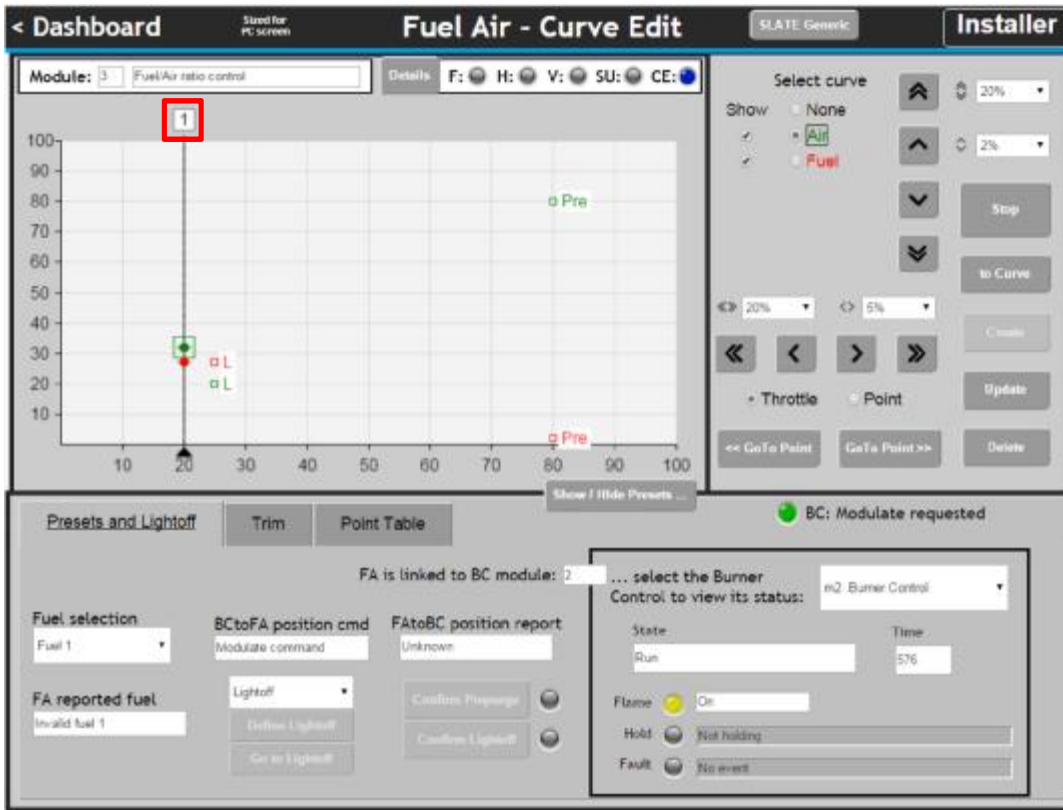 < Dashboard
Sized for
PC screen
Fuel Air - Curve Edit
SLATE Generic
Installer
Module: 3 Fuel/Air ratio control
Details F: H: V: SU: CE:
Select curve
Show None
Air
Fuel
20%
2%
Stop
to Curve
Create
Update
Delete
20% 5%
Throttle Point
<< GoTo Point GoTo Point >>
1
100
90
80
70
60
50
40
30
20
10
Pre
L
L
Pre
10 20 30 40 50 60 70 80 90 100
Show / Hide Presets ...
Presets and Lightoff Trim Point Table
BC: Modulate requested
FA is linked to BC module: 2
... select the Burner
Control to view its status:
m2 Burner Control
Fuel selection
Fuel 1
BCtoFA position cmd
Modulate command
FAtoBC position report
Unknown
State
Run
Time
576
FA reported fuel
Invalid fuel 1
Lightoff
Define Lightoff
Go to Lightoff
Confirm Prepurge
Confirm Lightoff
Flame On
Hold Not holding
Fault No event